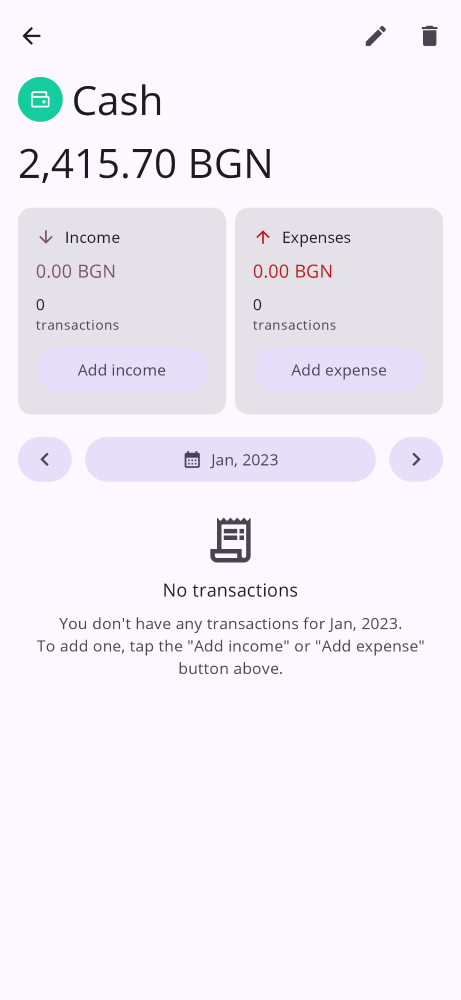 Cash
2,415.70 BGN
Income
0.00 BGN
0
transactions
Add income
Expenses
0.00 BGN
0
transactions
Add expense
Jan, 2023
No transactions
You don't have any transactions for Jan, 2023.
To add one, tap the "Add income" or "Add expense"
button above.